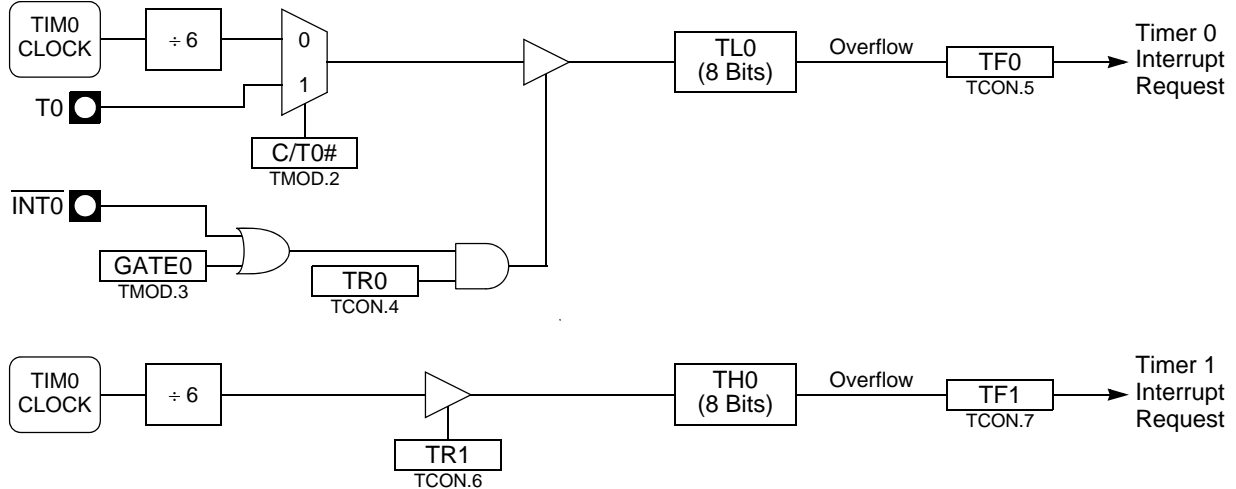 TIM0
CLOCK
÷ 6
0
1
T0
C/T0#
TMOD.2
TL0
(8 Bits)
Overflow
TF0
TCON.5
Timer 0
Interrupt
Request
INT0
GATE0
TMOD.3
TR0
TCON.4
TIM0
CLOCK
÷ 6
TR1
TCON.6
TH0
(8 Bits)
Overflow
TF1
TCON.7
Timer 1
Interrupt
Request